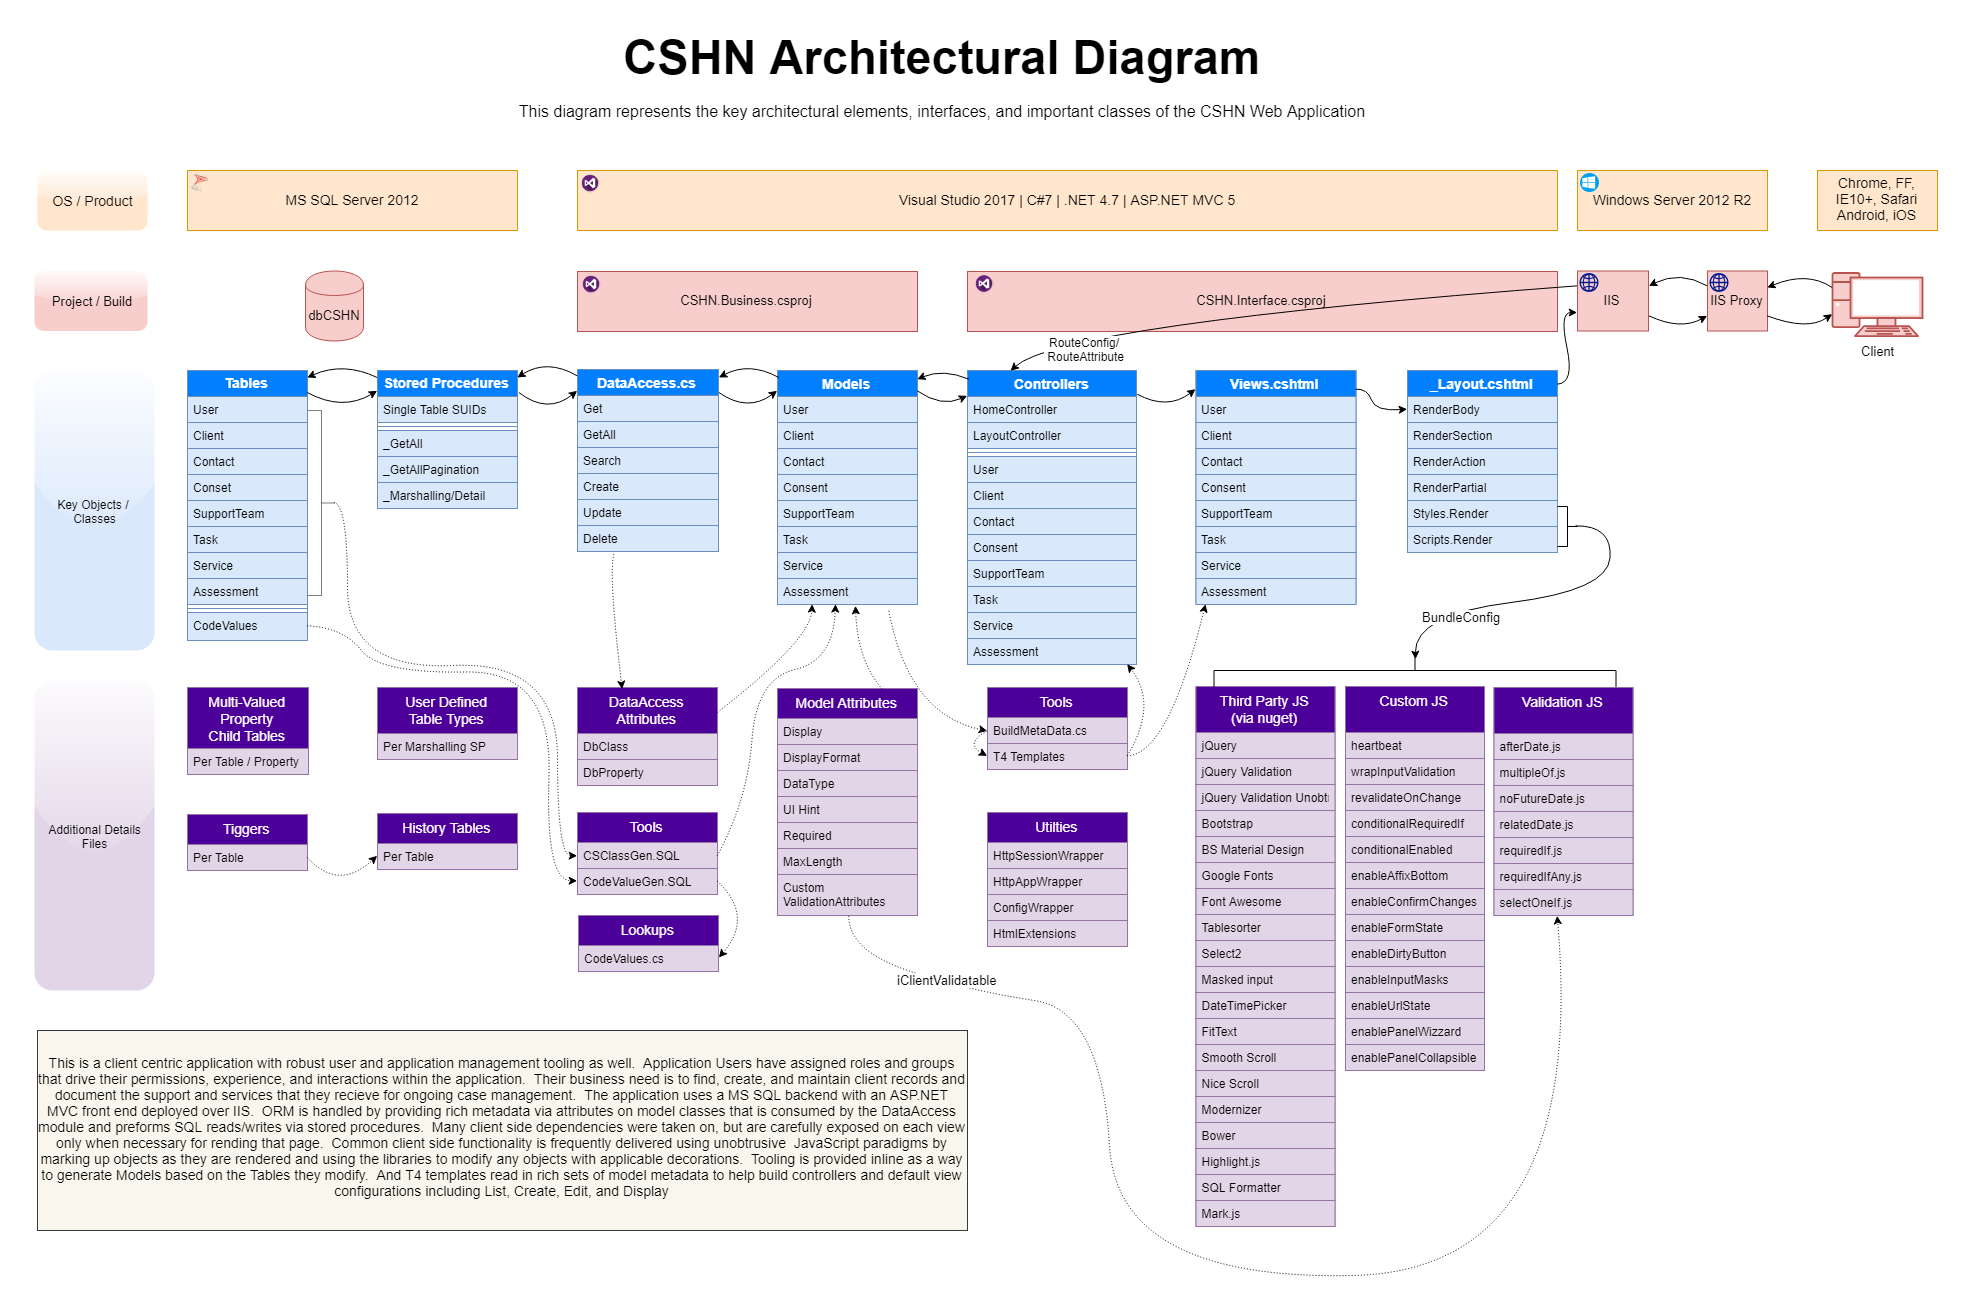 CSHN Architectural Diagram
This diagram represents the key architectural elements, interfaces, and important classes of the CSHN Web Application
OS / Product
MS SQL Server 2012
Visual Studio 2017 | C#7 | .NET 4.7 | ASP.NET MVC 5
Windows Server 2012 R2
Chrome, FF,
IE10+, Safari
Android, iOS
Project / Build
dbCSHN
CSHN.Business.csproj
CSHN.Interface.csproj
IIS
IIS Proxy
Client
RouteConfig/
RouteAttribute
Key Objects /
Classes
Tables
User
Client
Contact
Conset
SupportTeam
Task
Service
Assessment
CodeValues
Stored Procedures
Single Table SUIDs
_GetAll
_GetAllPagination
_Marshalling/Detail
DataAccess.cs
Get
GetAll
Search
Create
Update
Delete
Models
User
Client
Contact
Consent
SupportTeam
Task
Service
Assessment
Controllers
HomeController
LayoutController
User
Client
Contact
Consent
SupportTeam
Task
Service
Assessment
Views.cshtml
User
Client
Contact
Consent
SupportTeam
Task
Service
Assessment
_Layout.cshtml
RenderBody
RenderSection
RenderAction
RenderPartial
Styles.Render
Scripts.Render
BundleConfig
Additional Details
Files
Multi-Valued
Property
Child Tables
Per Table / Property
User Defined
Table Types
Per Marshalling SP
Tiggers
Per Table
History Tables
Per Table
DataAccess
Attributes
DbClass
DbProperty
Tools
CSClassGen.SQL
CodeValueGen.SQL
Lookups
CodeValues.cs
Model Attributes
Display
DisplayFormat
DataType
UI Hint
Required
MaxLength
Custom
ValidationAttributes
iClientValidatable
Tools
BuildMetaData.cs
T4 Templates
Utilties
HttpSessionWrapper
HttpAppWrapper
ConfigWrapper
HtmlExtensions
Third Party JS
(via nuget)
jQuery
jQuery Validation
jQuery Validation Unobt
Bootstrap
BS Material Design
Google Fonts
Font Awesome
Tablesorter
Select2
Masked input
DateTimePicker
FitText
Smooth Scroll
Nice Scroll
Modernizer
Bower
Highlight.js
SQL Formatter
Mark.js
Custom JS
heartbeat
wrapInputValidation
revalidateOnChange
conditionalRequiredIf
conditionalEnabled
enableAffixBottom
enableConfirmChanges
enableFormState
enableDirtyButton
enableInputMasks
enableUrlState
enablePanelWizzard
enablePanelCollapsible
Validation JS
afterDate.js
multipleOf.js
noFutureDate.js
relatedDate.js
requiredIf.js
requiredIfAny.js
selectOneIf.js
This is a client centric application with robust user and application management tooling as well.  Application Users have assigned roles and groups
that drive their permissions, experience, and interactions within the application.  Their business need is to find, create, and maintain client records and
document the support and services that they recieve for ongoing case management.  The application uses a MS SQL backend with an ASP.NET
MVC front end deployed over IIS.  ORM is handled by providing rich metadata via attributes on model classes that is consumed by the DataAccess
module and preforms SQL reads/writes via stored procedures.  Many client side dependencies were taken on, but are carefully exposed on each view
only when necessary for rending that page.  Common client side functionality is frequently delivered using unobtrusive  JavaScript paradigms by
marking up objects as they are rendered and using the libraries to modify any objects with applicable decorations.  Tooling is provided inline as a way
to generate Models based on the Tables they modify.  And T4 templates read in rich sets of model metadata to help build controllers and default view
configurations including List, Create, Edit, and Display